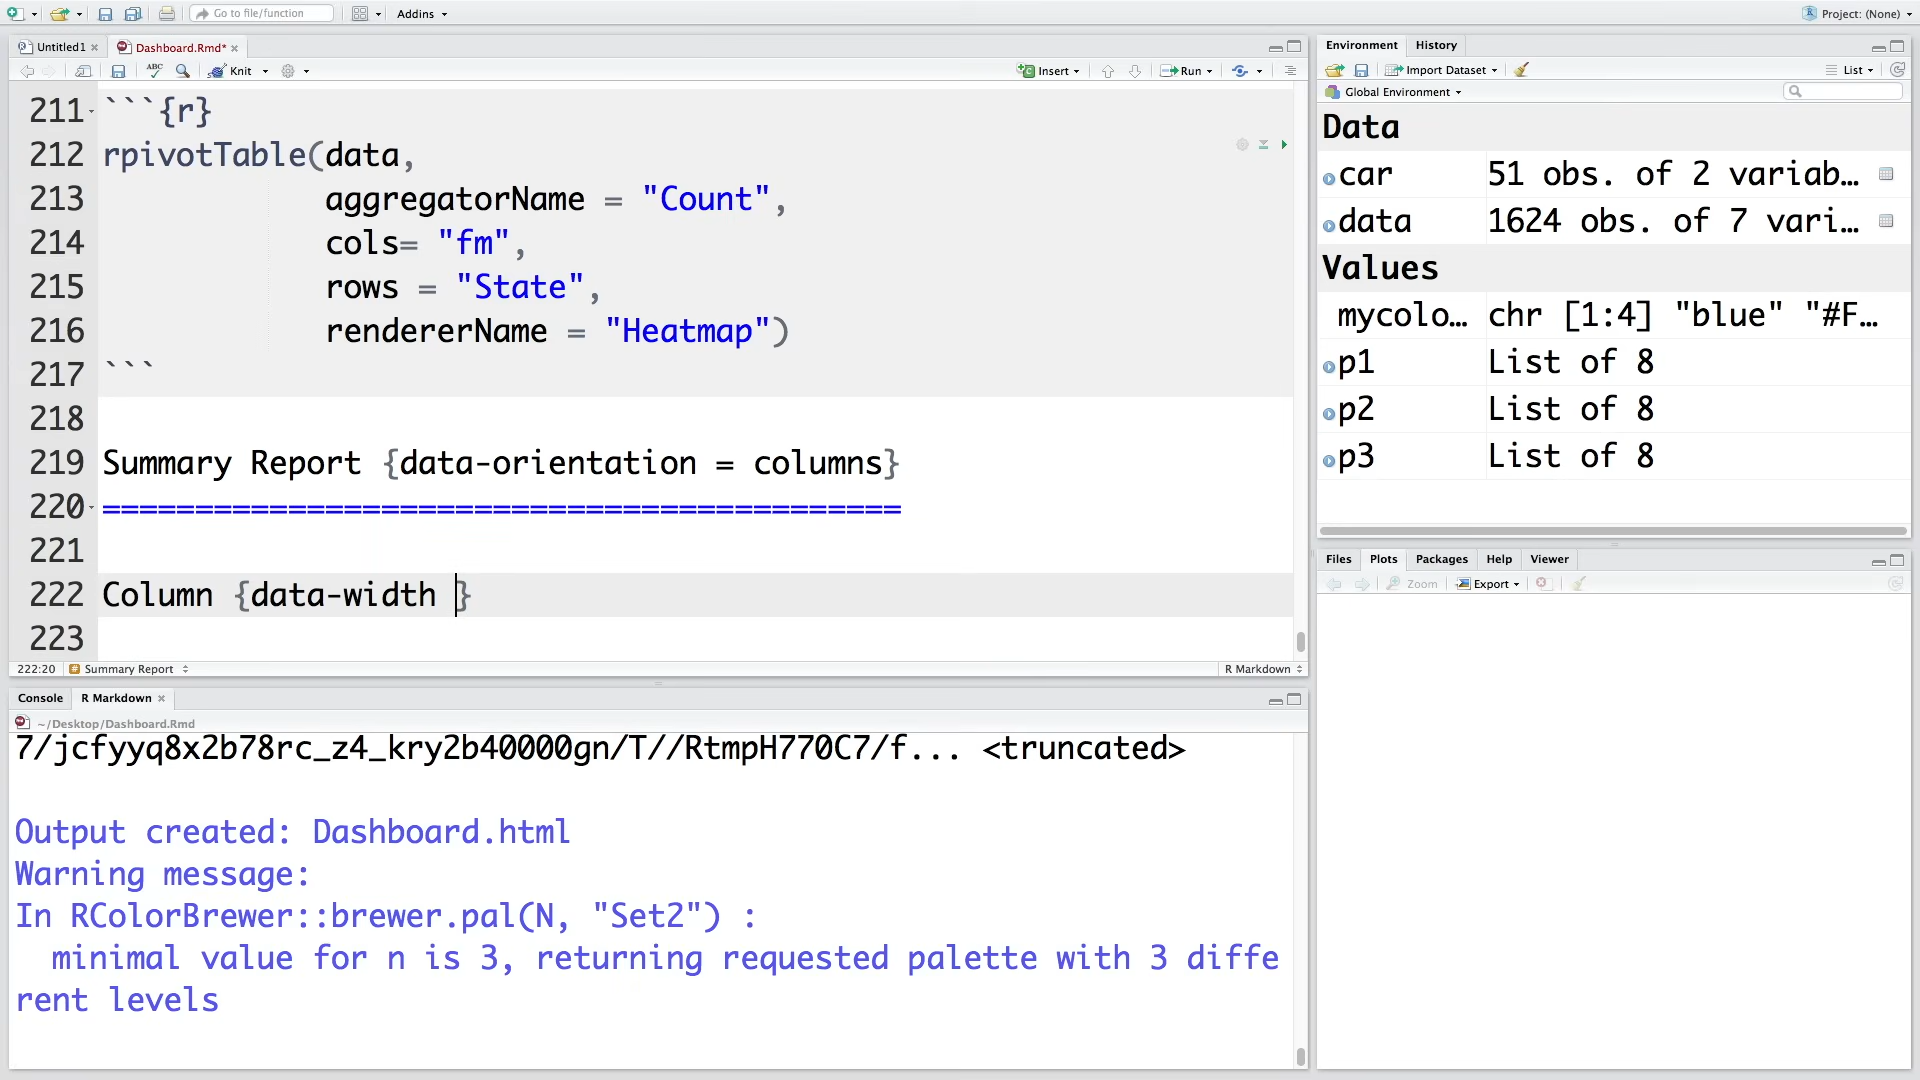 Go to file/function
Addins
Project: (None)
Untitled1
Dashboard.Rmd*
ABC
Knit
Insert
Run
211 ```{r}
212 rpivotTable(data,
213 aggregatorName = "Count",
214 cols= "fm",
215 rows = "State",
216 rendererName = "Heatmap")
217 ```
218
219 Summary Report {data-orientation = columns}
220 ===========================================
221
222 Column {data-width }
223
222:20
Summary Report
R Markdown
Console
R Markdown
~/Desktop/Dashboard.Rmd
7/jcfyyq8x2b78rc_z4_kry2b40000gn/T//RtmpH770C7/f... <truncated>
Output created: Dashboard.html
Warning message:
In RColorBrewer::brewer.pal(N, "Set2") :
minimal value for n is 3, returning requested palette with 3 diffe
rent levels
Environment
History
Import Dataset
List
Global Environment
Data
car 51 obs. of 2 variab…
data 1624 obs. of 7 vari…
Values
mycolo… chr [1:4] "blue" "#F…
p1 List of 8
p2 List of 8
p3 List of 8
Files
Plots
Packages
Help
Viewer
Zoom
Export